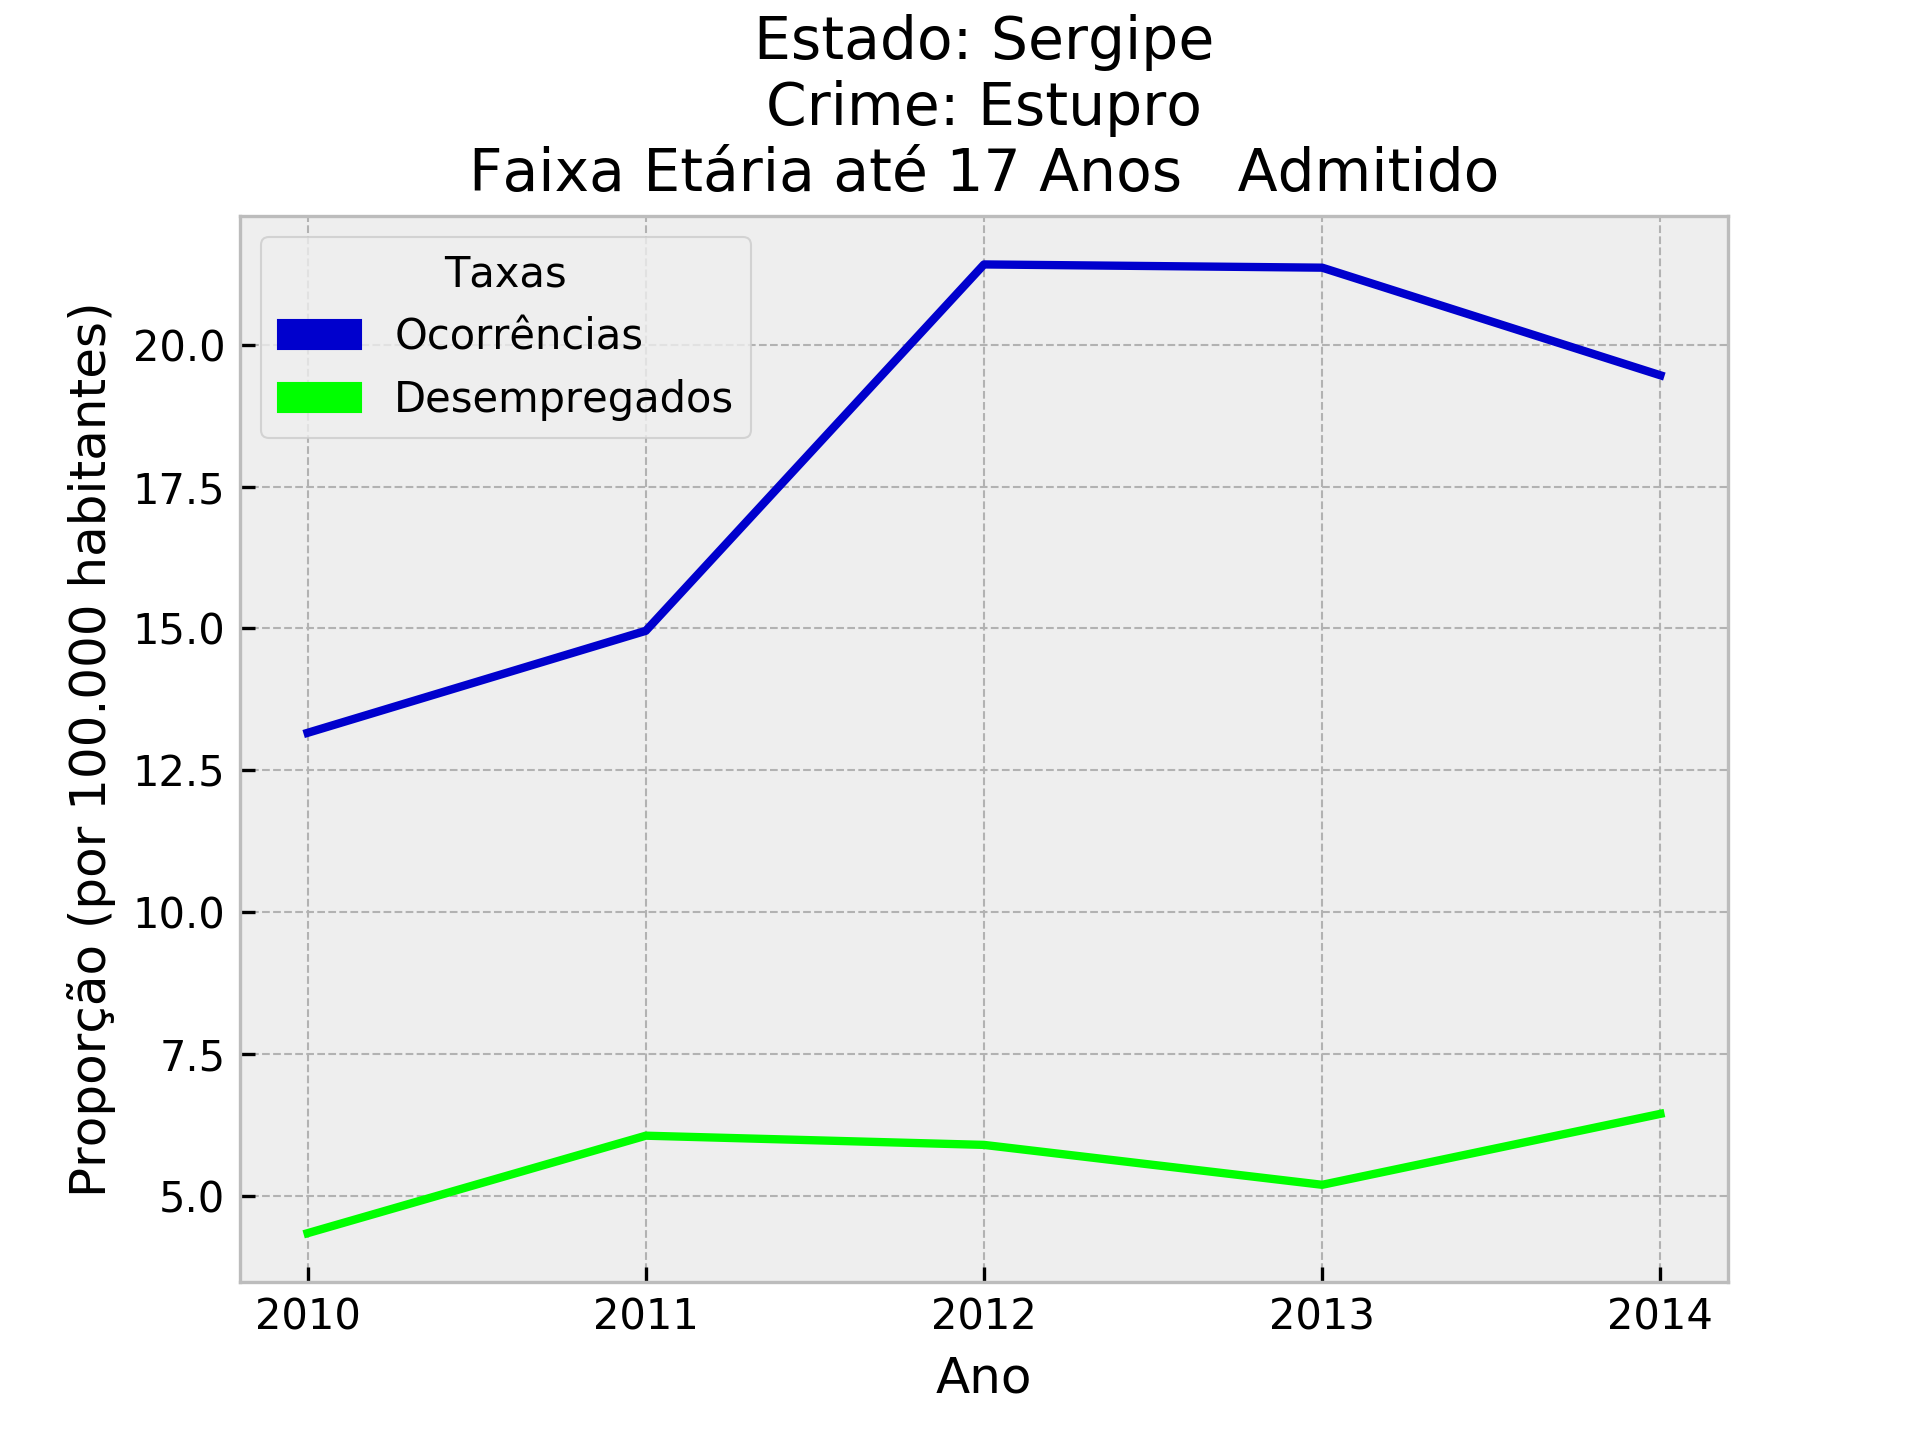 Estado: Sergipe
Crime: Estupro
Faixa Etária até 17 Anos   Admitido
Taxas
Ocorrências
Desempregados
Proporção (por 100.000 habitantes)
20.0
17.5
15.0
12.5
10.0
7.5
5.0
2010 2011 2012 2013 2014
Ano